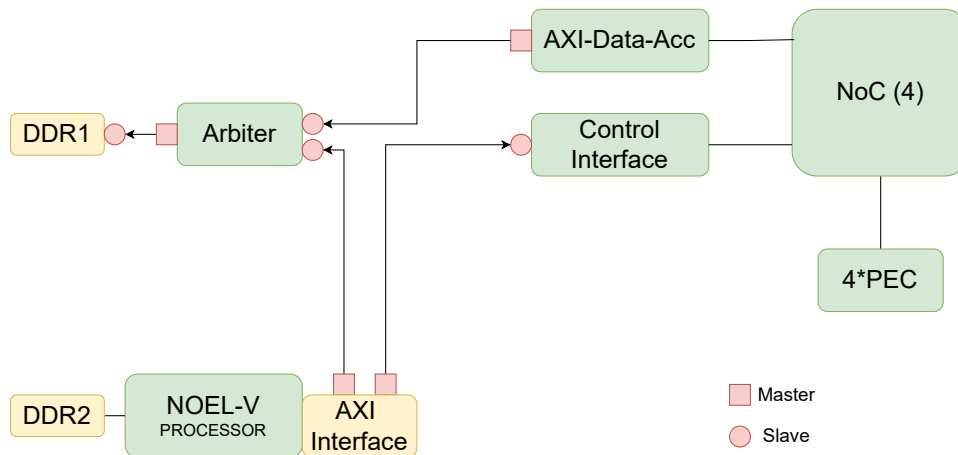 AXI-Data-Acc
NoC (4)
DDR1
Arbiter
Control
Interface
4*PEC
DDR2
NOEL-V
PROCESSOR
AXI
Interface
Master
Slave